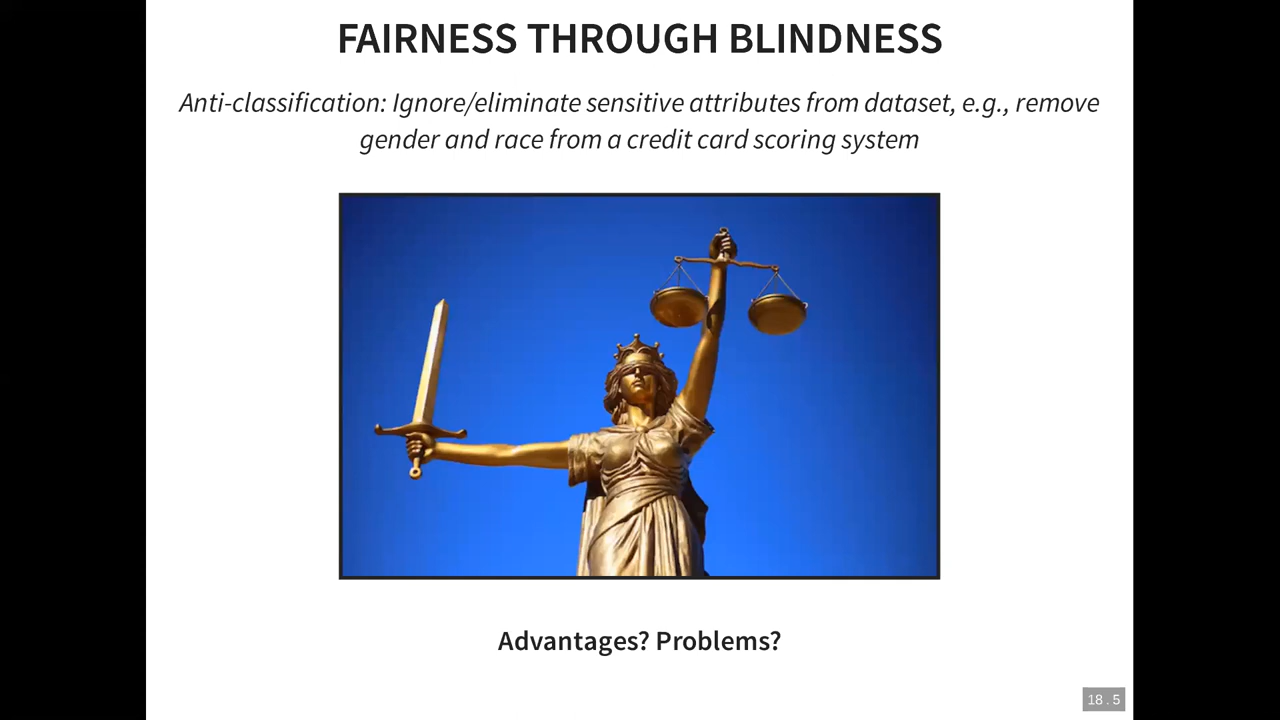 FAIRNESS THROUGH BLINDNESS
Anti-classification: Ignore/eliminate sensitive attributes from dataset, e.g., remove
gender and race from a credit card scoring system
Advantages? Problems?
18 . 5